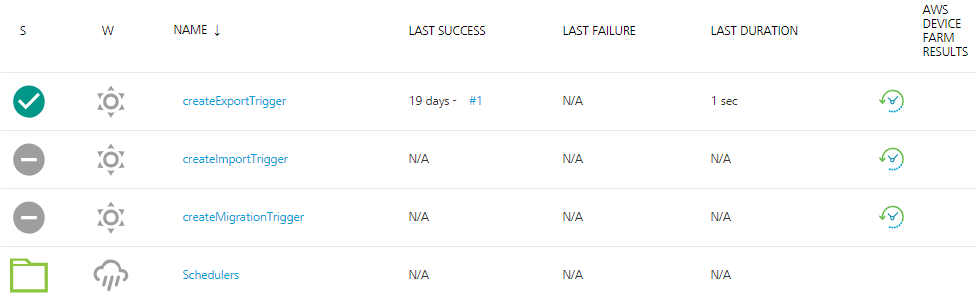 S W NAME ↓ LAST SUCCESS LAST FAILURE LAST DURATION AWS DEVICE FARM RESULTS
createExportTrigger 19 days - #1 N/A 1 sec
createImportTrigger N/A N/A N/A
createMigrationTrigger N/A N/A N/A
Schedulers N/A N/A N/A